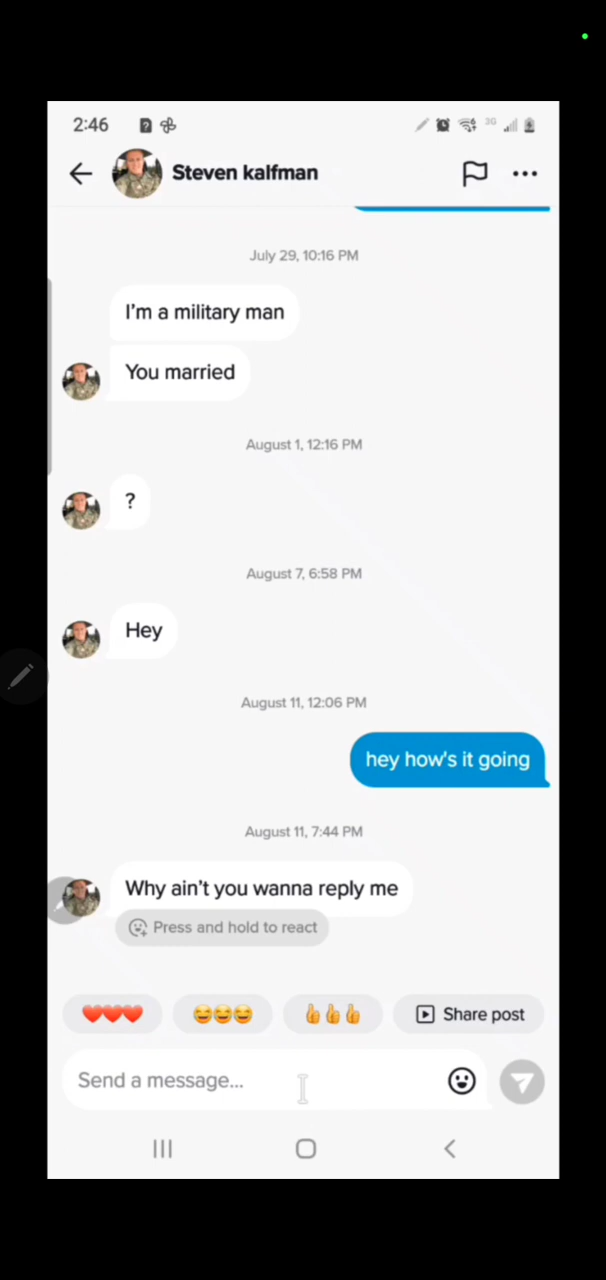 2:46
3G
Steven kalfman
July 29, 10:16 PM
I'm a military man
You married
August 1, 12:16 PM
?
August 7, 6:58 PM
Hey
August 11, 12:06 PM
hey how's it going
August 11, 7:44 PM
Why ain't you wanna reply me
Press and hold to react
Share post
Send a message...